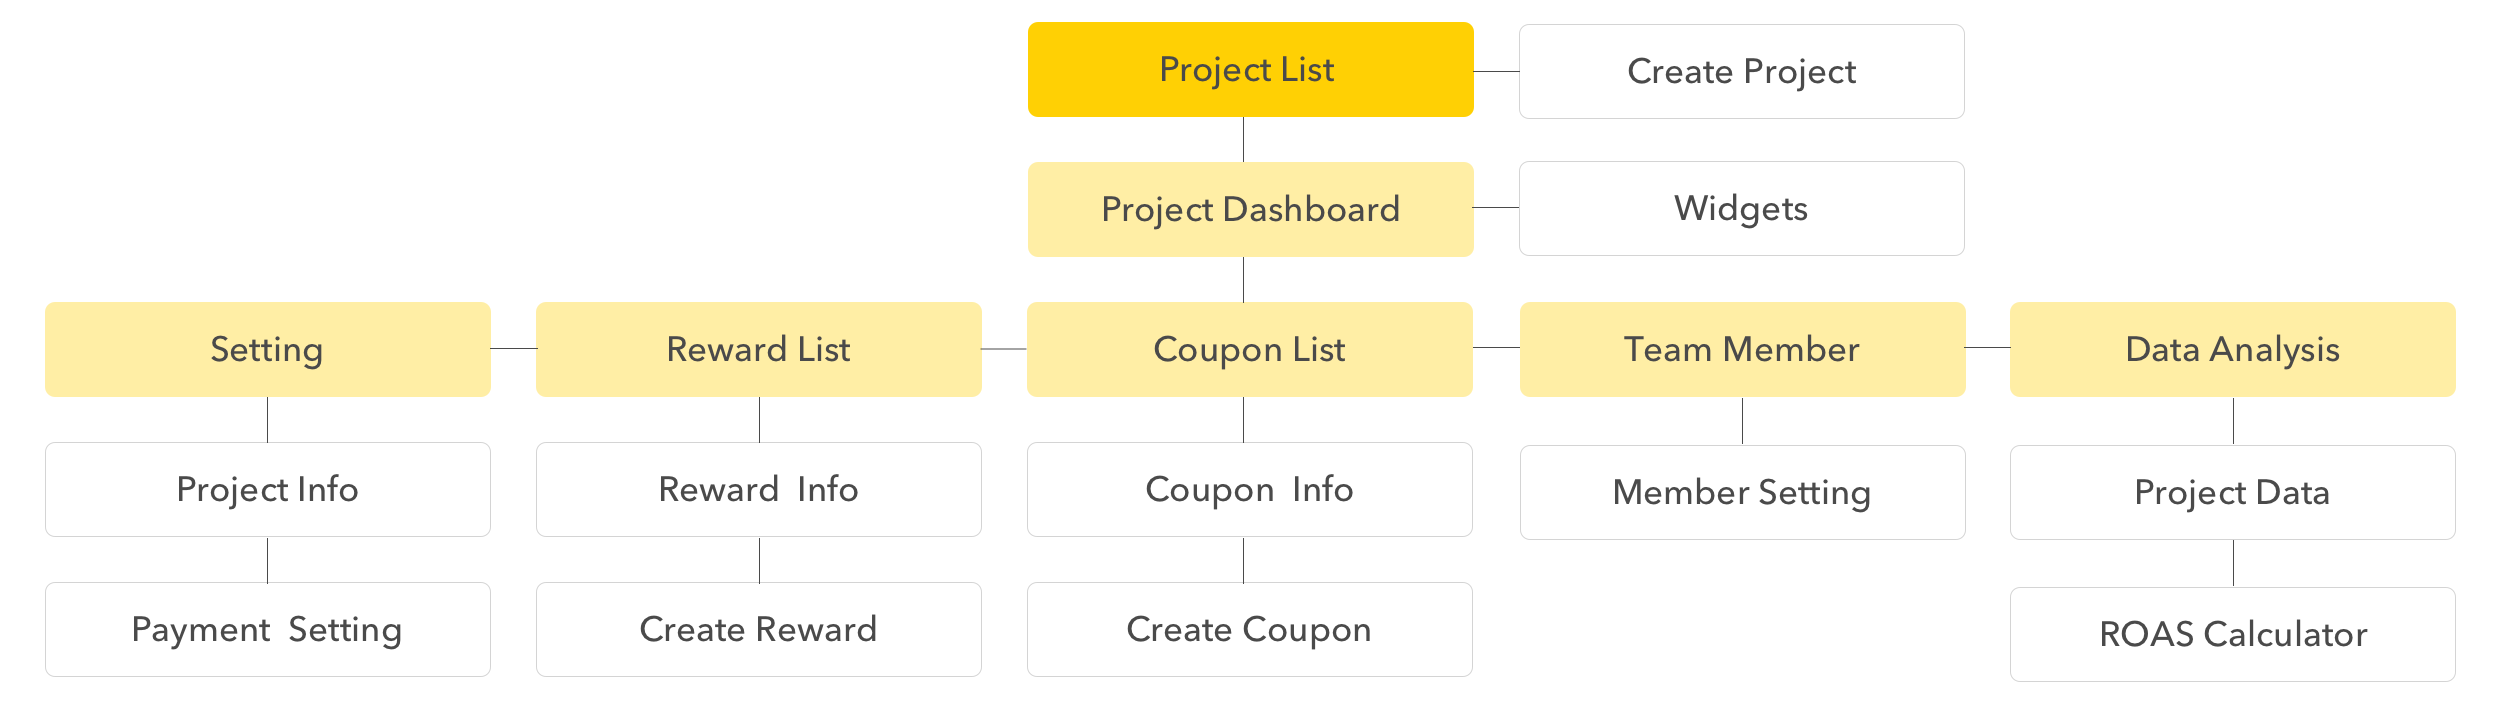 Project List
Create Project
Project Dashboard
Widgets
Setting
Reward List
Coupon List
Team Member
Data Analysis
Project Info
Reward Info
Coupon Info
Member Setting
Project Data
Payment Setting
Create Reward
Create Coupon
ROAS Calculator